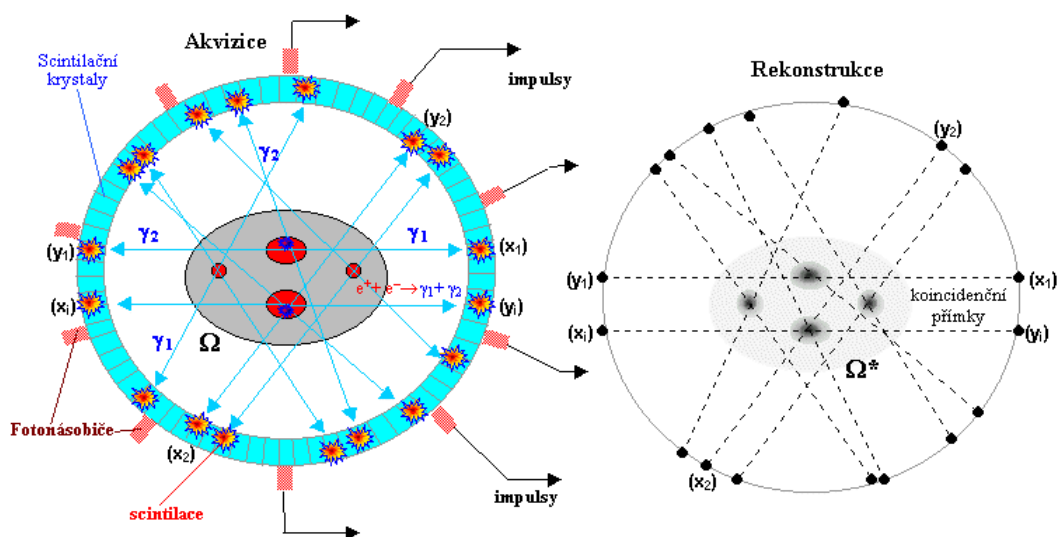 Akvizice
impulsy
Scintilační
krystaly
(y₂)
γ₂
(y₁)
γ₂
γ₁
(x₁)
e⁺+ e⁻→ γ₁+ γ₂
(xᵢ)
(yᵢ)
γ₁
Ω
Fotonásobiče
(x₂)
scintilace
impulsy
Rekonstrukce
(y₂)
(y₁)
(x₁)
koincidenční
přímky
(xᵢ)
(yᵢ)
Ω*
(x₂)